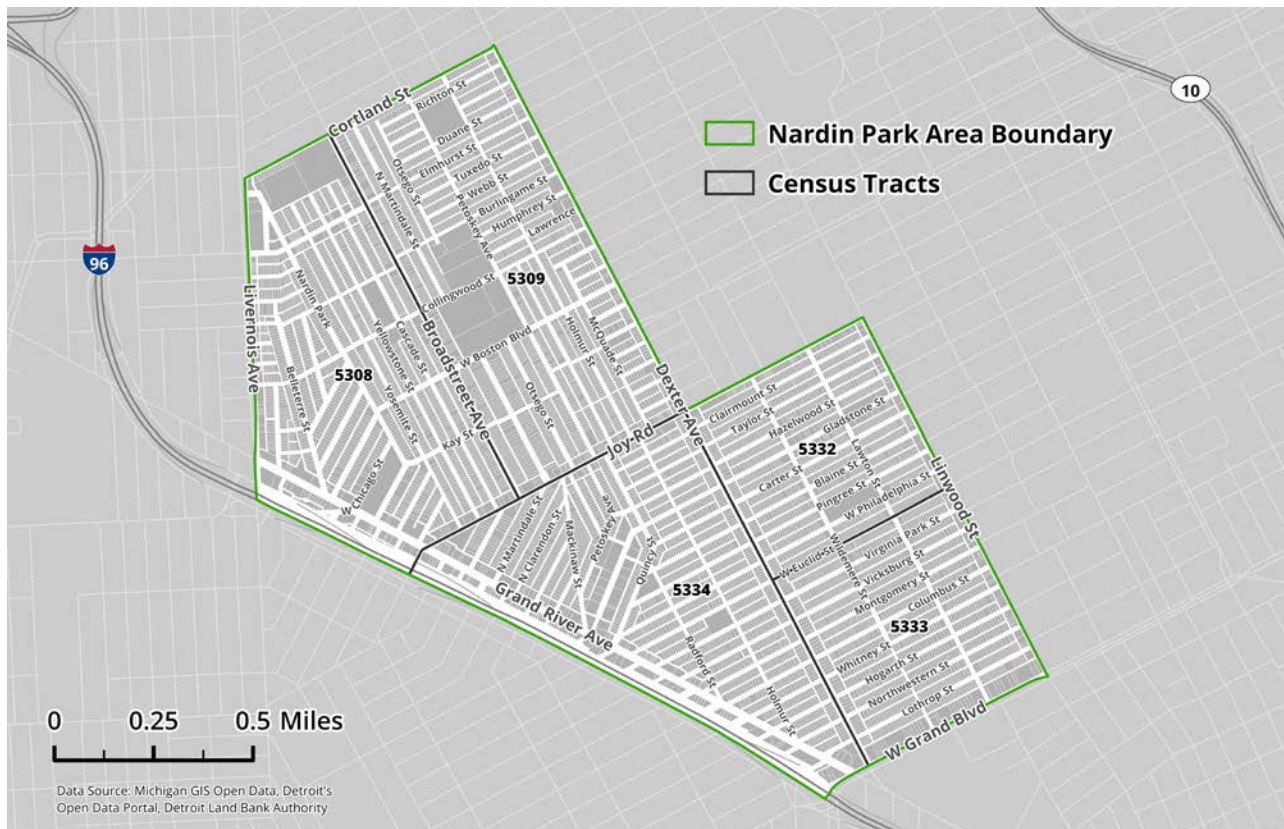 10
Nardin Park Area Boundary
Census Tracts
96
Cortland St
Richton St
Duane St
Elmhurst St
Tuxedo St
Webb St
Burlingame St
Humphrey St
Lawrence
Otsego St
N Martindale St
Petoskey Ave
5309
Collingwood St
W Boston Blvd
Nardin Park
Livernois Ave
Belleterre St
5308
Yellowstone St
Cascade St
Broadstreet Ave
Yosemite St
Kay St
W Chicago St
Otsego St
Holmur St
McQuade St
Dexter Ave
Joy Rd
Clairmount St
Taylor St
Hazelwood St
Gladstone St
5332
Carter St
Blaine St
Lawton St
Pingree St
W Philadelphia St
Linwood St
W Euclid St
Wildemere St
Virginia Park St
Vicksburg St
Montgomery St
Columbus St
5333
Whitney St
Hogarth St
Northwestern St
Lothrop St
W Grand Blvd
N Martindale St
N Clarendon St
Mackinaw St
Petoskey Ave
Quincy St
5334
Grand River Ave
Radford St
Holmur St
0 0.25 0.5 Miles
Data Source: Michigan GIS Open Data, Detroit's
Open Data Portal, Detroit Land Bank Authority